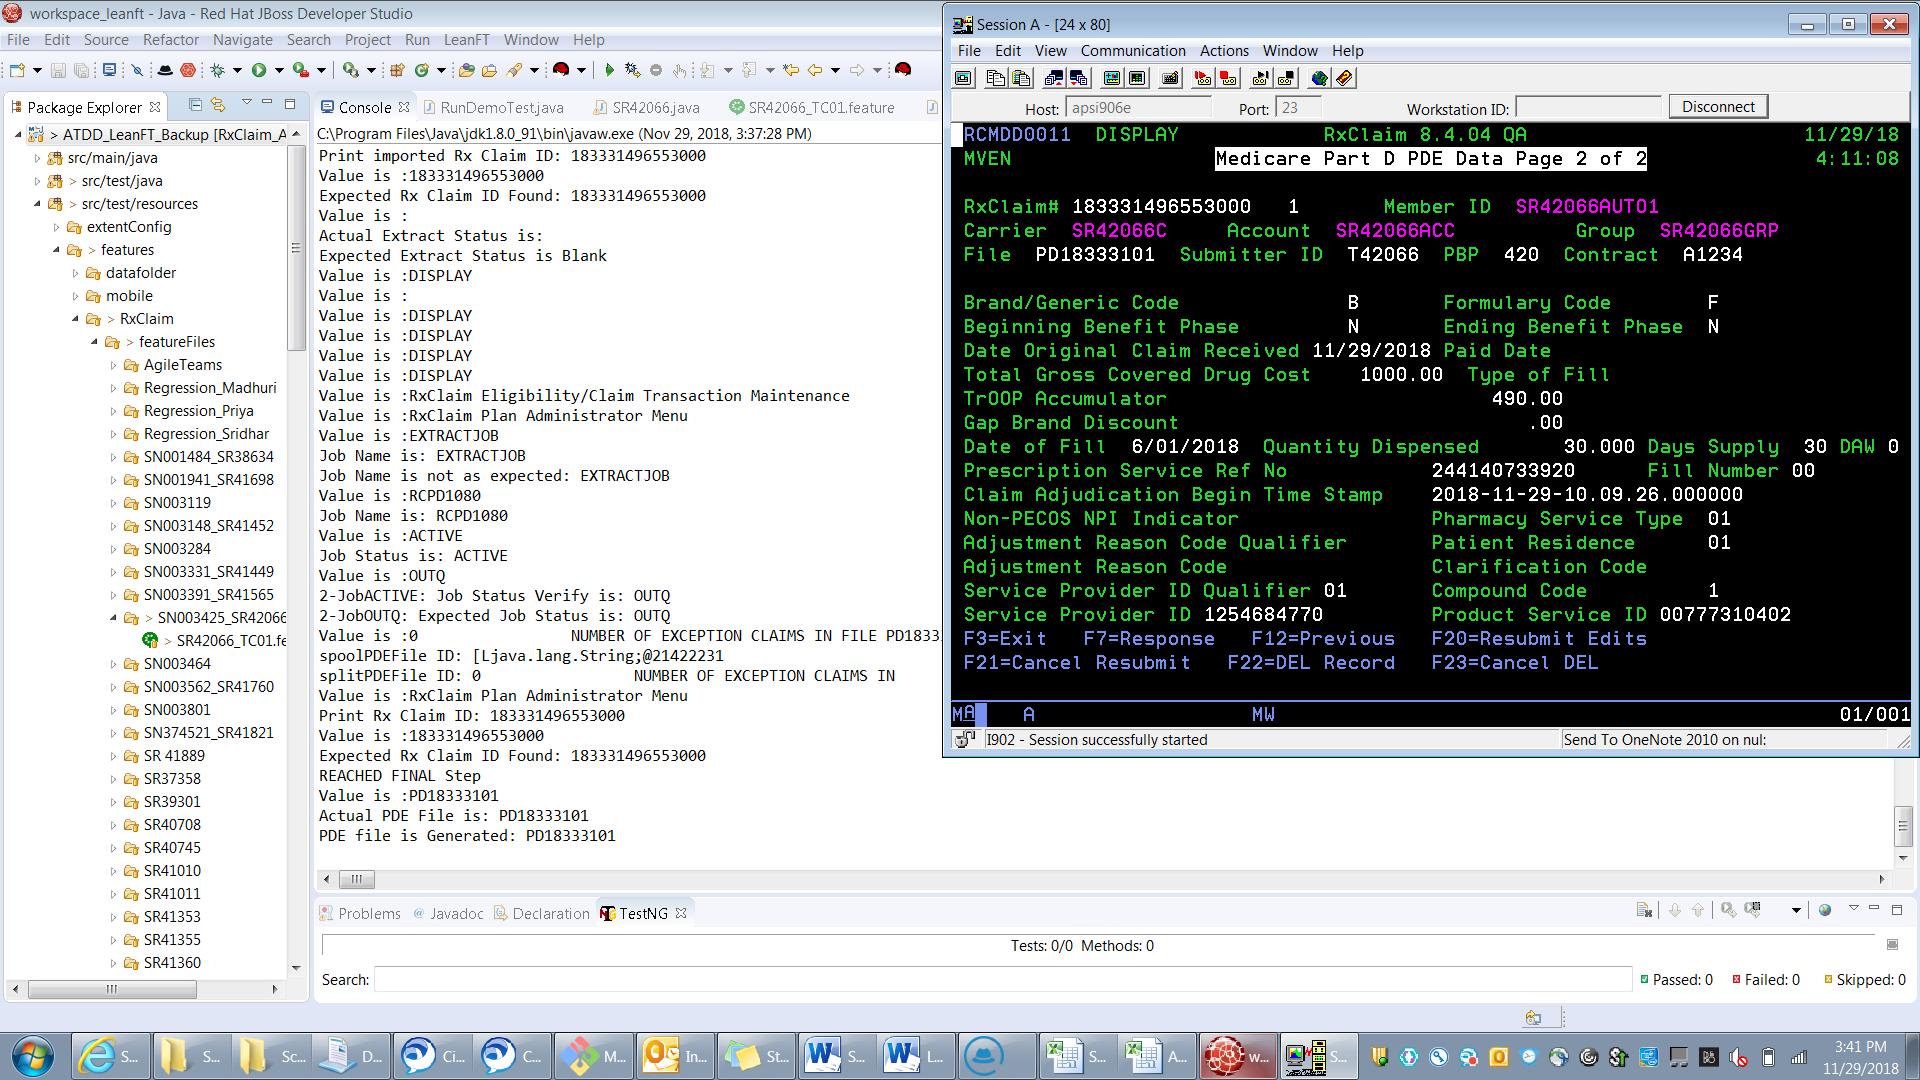 workspace_leanft - Java - Red Hat JBoss Developer Studio
File Edit Source Refactor Navigate Search Project Run LeanFT Window Help
Package Explorer
> ATDD_LeanFT_Backup [RxClaim_A
src/main/java
> src/test/java
> src/test/resources
extentConfig
> features
datafolder
mobile
> RxClaim
> featureFiles
AgileTeams
Regression_Madhuri
Regression_Priya
Regression_Sridhar
SN001484_SR38634
SN001941_SR41698
SN003119
SN003148_SR41452
SN003284
SN003331_SR41449
SN003391_SR41565
> SN003425_SR42066
> SR42066_TC01.fe
SN003464
SN003562_SR41760
SN003801
SN374521_SR41821
SR 41889
SR37358
SR39301
SR40708
SR40745
SR41010
SR41011
SR41353
SR41355
SR41360
Console RunDemoTest.java SR42066.java SR42066_TC01.feature
C:\Program Files\Java\jdk1.8.0_91\bin\javaw.exe (Nov 29, 2018, 3:37:28 PM)
Print imported Rx Claim ID: 183331496553000
Value is :183331496553000
Expected Rx Claim ID Found: 183331496553000
Value is :
Actual Extract Status is:
Expected Extract Status is Blank
Value is :DISPLAY
Value is :
Value is :DISPLAY
Value is :DISPLAY
Value is :DISPLAY
Value is :DISPLAY
Value is :RxClaim Eligibility/Claim Transaction Maintenance
Value is :RxClaim Plan Administrator Menu
Value is :EXTRACTJOB
Job Name is: EXTRACTJOB
Job Name is not as expected: EXTRACTJOB
Value is :RCPD1080
Job Name is: RCPD1080
Value is :ACTIVE
Job Status is: ACTIVE
Value is :OUTQ
2-JobACTIVE: Job Status Verify is: OUTQ
2-JobOUTQ: Expected Job Status is: OUTQ
Value is :0 NUMBER OF EXCEPTION CLAIMS IN FILE PD1833
spoolPDEFile ID: [Ljava.lang.String;@21422231
splitPDEFile ID: 0 NUMBER OF EXCEPTION CLAIMS IN
Value is :RxClaim Plan Administrator Menu
Print Rx Claim ID: 183331496553000
Value is :183331496553000
Expected Rx Claim ID Found: 183331496553000
REACHED FINAL Step
Value is :PD18333101
Actual PDE File is: PD18333101
PDE file is Generated: PD18333101
Problems Javadoc Declaration TestNG
Tests: 0/0 Methods: 0
Search: Passed: 0 Failed: 0 Skipped: 0
Session A - [24 x 80]
File Edit View Communication Actions Window Help
Host: apsi906e Port: 23 Workstation ID: Disconnect
RCMDD0011 DISPLAY RxClaim 8.4.04 QA 11/29/18
MVEN Medicare Part D PDE Data Page 2 of 2 4:11:08
RxClaim# 183331496553000 1 Member ID SR42066AUTO1
Carrier SR42066C Account SR42066ACC Group SR42066GRP
File PD18333101 Submitter ID T42066 PBP 420 Contract A1234
Brand/Generic Code B Formulary Code F
Beginning Benefit Phase N Ending Benefit Phase N
Date Original Claim Received 11/29/2018 Paid Date
Total Gross Covered Drug Cost 1000.00 Type of Fill
TrOOP Accumulator 490.00
Gap Brand Discount .00
Date of Fill 6/01/2018 Quantity Dispensed 30.000 Days Supply 30 DAW 0
Prescription Service Ref No 244140733920 Fill Number 00
Claim Adjudication Begin Time Stamp 2018-11-29-10.09.26.000000
Non-PECOS NPI Indicator Pharmacy Service Type 01
Adjustment Reason Code Qualifier Patient Residence 01
Adjustment Reason Code Clarification Code
Service Provider ID Qualifier 01 Compound Code 1
Service Provider ID 1254684770 Product Service ID 00777310402
F3=Exit F7=Response F12=Previous F20=Resubmit Edits
F21=Cancel Resubmit F22=DEL Record F23=Cancel DEL
MA A MW 01/001
I902 - Session successfully started Send To OneNote 2010 on nul:
S... S... Sc... D... Ci... C... M... In... St... S... L... S... A... w... S... 3:41 PM
11/29/2018